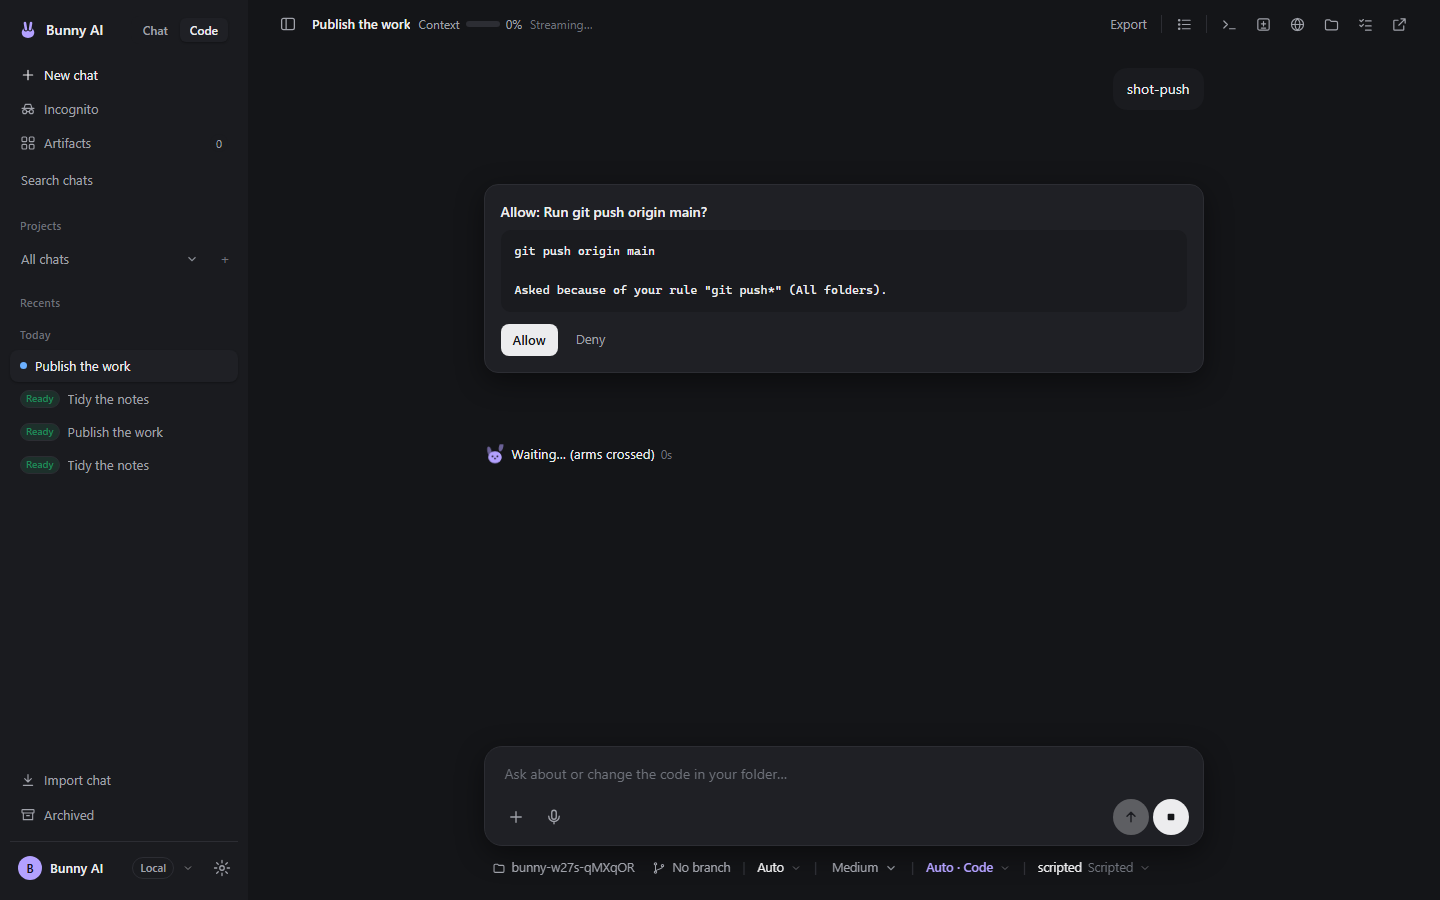 Bunny AI
Chat
Code
New chat
Incognito
Artifacts
0
Search chats
Projects
All chats
+
Recents
Today
Publish the work
Ready Tidy the notes
Ready Publish the work
Ready Tidy the notes
Import chat
Archived
B Bunny AI
Local
Publish the work Context 0% Streaming...
Export
shot-push
Allow: Run git push origin main?
git push origin main
Asked because of your rule "git push*" (All folders).
Allow
Deny
Waiting... (arms crossed) 0s
Ask about or change the code in your folder...
bunny-w27s-qMXqOR
No branch
Auto
Medium
Auto · Code
scripted Scripted